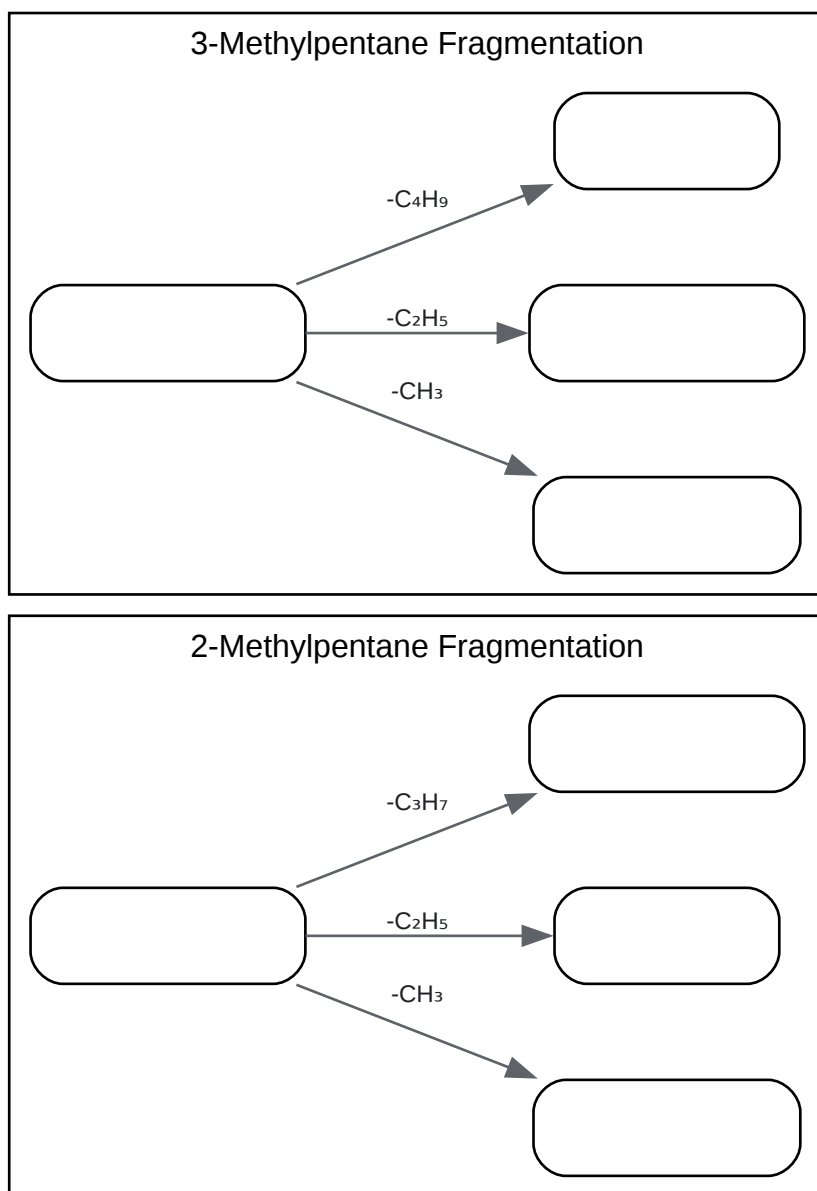 3-Methylpentane Fragmentation
-C₄H₉
-C₂H₅
-CH₃
2-Methylpentane Fragmentation
-C₃H₇
-C₂H₅
-CH₃